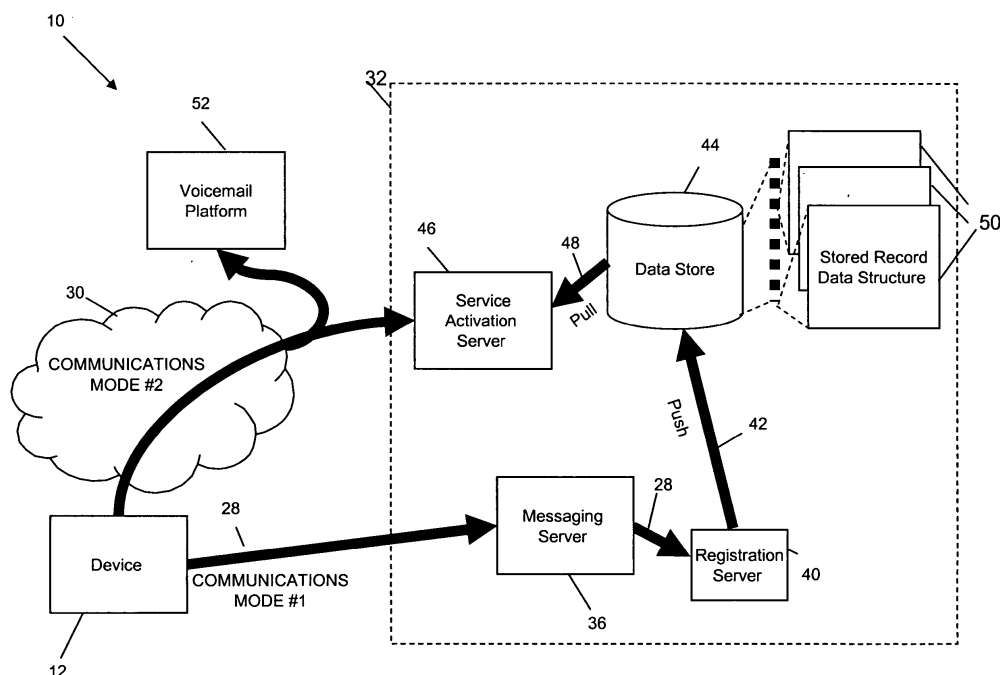 10
32
52
Voicemail
Platform
44
50
46
48
Data Store
Stored Record
Data Structure
Pull
30
Service
Activation
Server
COMMUNICATIONS
MODE #2
Push
42
28
28
Messaging
Server
Device
Registration
Server
COMMUNICATIONS
MODE #1
40
36
12